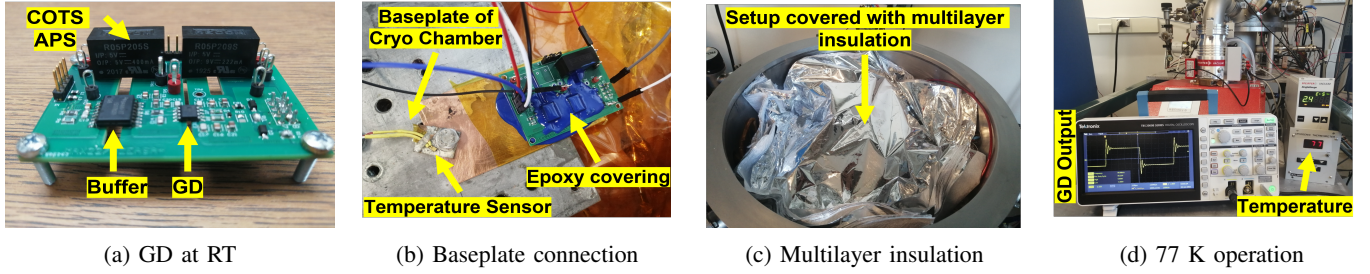 COTS
APS
R05P205S
R05P205S
Buffer
GD
(a) GD at RT
Baseplate of
Cryo Chamber
Epoxy covering
Temperature Sensor
(b) Baseplate connection
Setup covered with multilayer
insulation
(c) Multilayer insulation
GD Output
Tektronix
77
Temperature
(d) 77 K operation